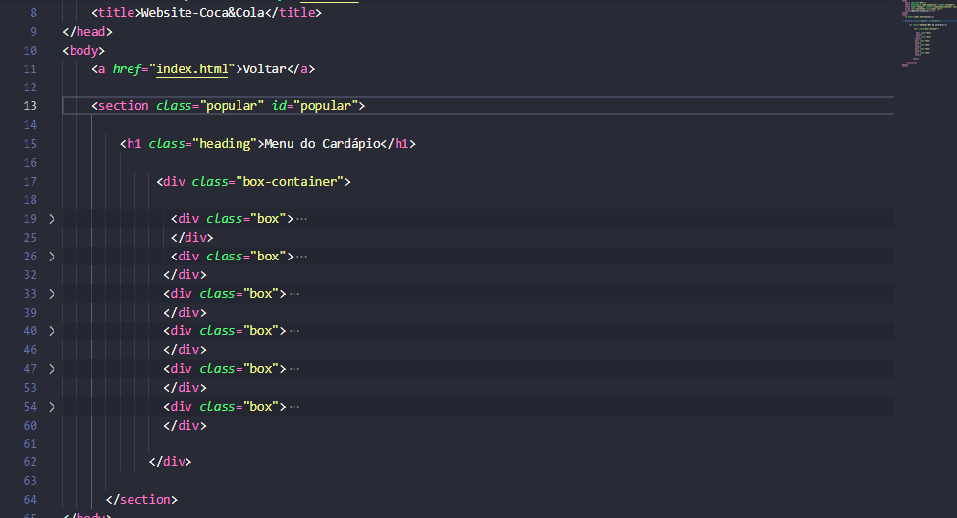 8 <title>Website-Coca&Cola</title>
9 </head>
10 <body>
11 <a href="index.html">Voltar</a>
12
13 <section class="popular" id="popular">
14
15 <h1 class="heading">Menu do Cardápio</h1>
16
17 <div class="box-container">
18
19 <div class="box">…
25 </div>
26 <div class="box">…
32 </div>
33 <div class="box">…
39 </div>
40 <div class="box">…
46 </div>
47 <div class="box">…
53 </div>
54 <div class="box">…
60 </div>
61
62 </div>
63
64 </section>
65 </body>